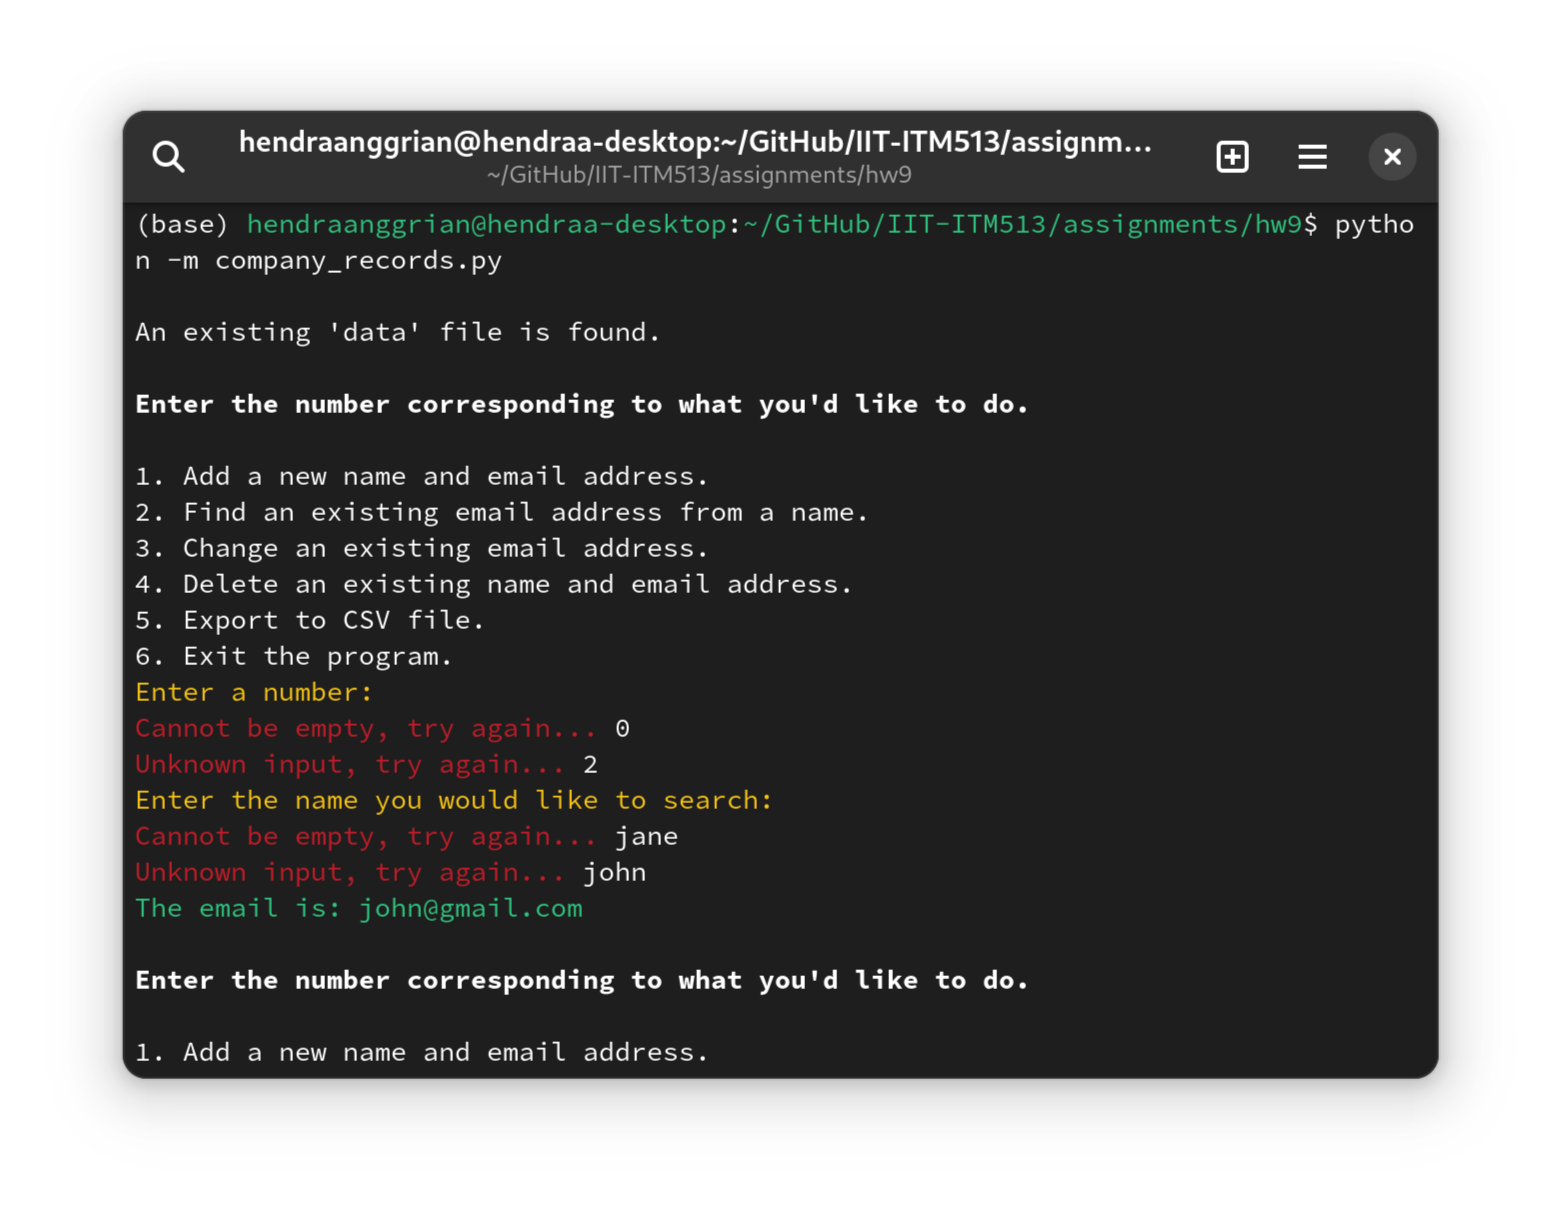 hendraanggrian@hendraa-desktop:~/GitHub/IIT-ITM513/assignm...
~/GitHub/IIT-ITM513/assignments/hw9
(base) hendraanggrian@hendraa-desktop:~/GitHub/IIT-ITM513/assignments/hw9$ pytho
n -m company_records.py
An existing 'data' file is found.
Enter the number corresponding to what you'd like to do.
1. Add a new name and email address.
2. Find an existing email address from a name.
3. Change an existing email address.
4. Delete an existing name and email address.
5. Export to CSV file.
6. Exit the program.
Enter a number:
Cannot be empty, try again... 0
Unknown input, try again... 2
Enter the name you would like to search:
Cannot be empty, try again... jane
Unknown input, try again... john
The email is: john@gmail.com
Enter the number corresponding to what you'd like to do.
1. Add a new name and email address.